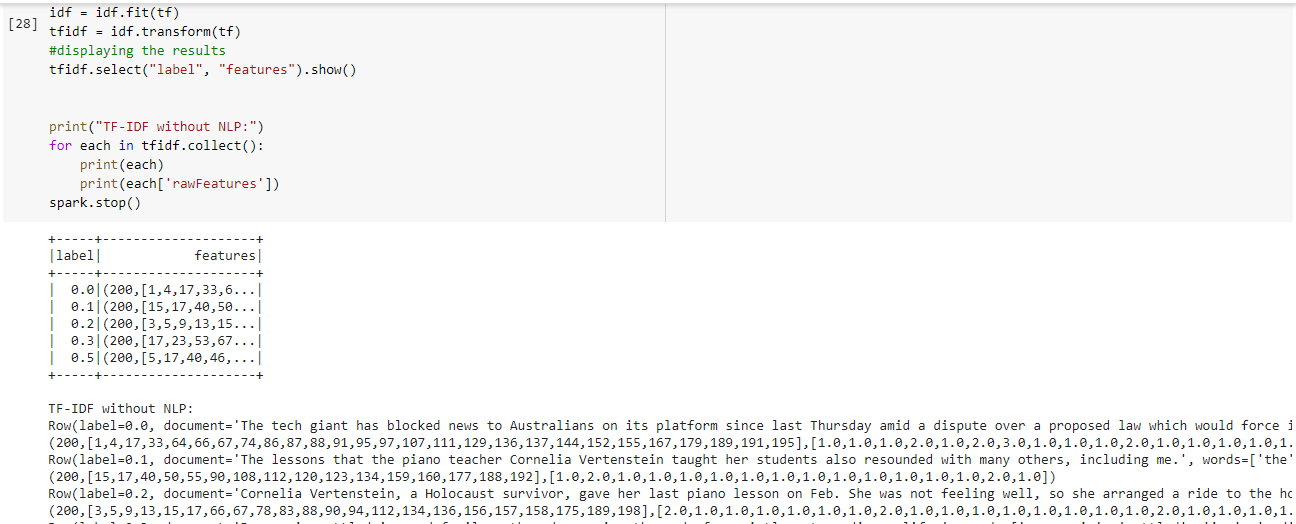 idf = idf.fit(tf)
[28] tfidf = idf.transform(tf)
#displaying the results
tfidf.select("label", "features").show()
print("TF-IDF without NLP:")
for each in tfidf.collect():
    print(each)
    print(each['rawFeatures'])
spark.stop()
+-----+--------------------+
|label|            features|
+-----+--------------------+
|  0.0|(200,[1,4,17,33,6...|
|  0.1|(200,[15,17,40,50...|
|  0.2|(200,[3,5,9,13,15...|
|  0.3|(200,[17,23,53,67...|
|  0.5|(200,[5,17,40,46,...|
+-----+--------------------+
TF-IDF without NLP:
Row(label=0.0, document='The tech giant has blocked news to Australians on its platform since last Thursday amid a dispute over a proposed law which would force
(200,[1,4,17,33,64,66,67,74,86,87,88,91,95,97,107,111,129,136,137,144,152,155,167,179,189,191,195],[1.0,1.0,1.0,2.0,1.0,2.0,3.0,1.0,1.0,1.0,2.0,1.0,1.0,1.0,1.0,1.0,1.
Row(label=0.1, document='The lessons that the piano teacher Cornelia Vertenstein taught her students also resounded with many others, including me.', words=['the'
(200,[15,17,40,50,55,90,108,112,120,123,134,159,160,177,188,192],[1.0,2.0,1.0,1.0,1.0,1.0,1.0,1.0,1.0,1.0,1.0,1.0,1.0,1.0,2.0,1.0])
Row(label=0.2, document='Cornelia Vertenstein, a Holocaust survivor, gave her last piano lesson on Feb. She was not feeling well, so she arranged a ride to the
(200,[3,5,9,13,15,17,66,67,78,83,88,90,94,112,134,136,156,157,158,175,189,198],[2.0,1.0,1.0,1.0,1.0,1.0,1.0,1.0,1.0,1.0,1.0,1.0,1.0,1.0,1.0,1.0,2.0,1.0,1.0,1.0,1.